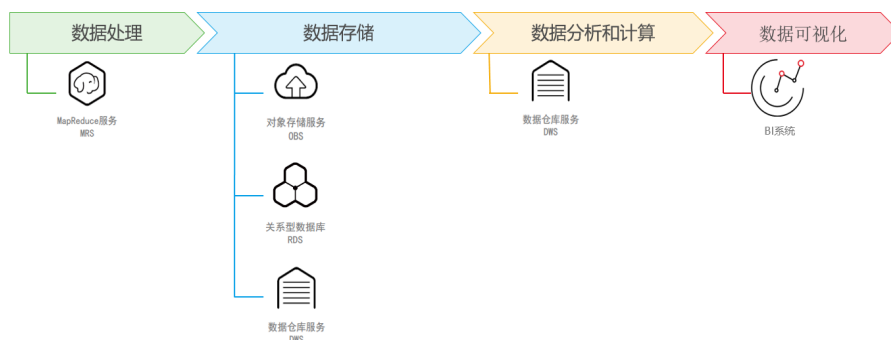 数据处理
数据存储
数据分析和计算
数据可视化
MapReduce服务
MRS
对象存储服务
OBS
数据仓库服务
DWS
BI系统
关系型数据库
RDS
数据仓库服务
DWS